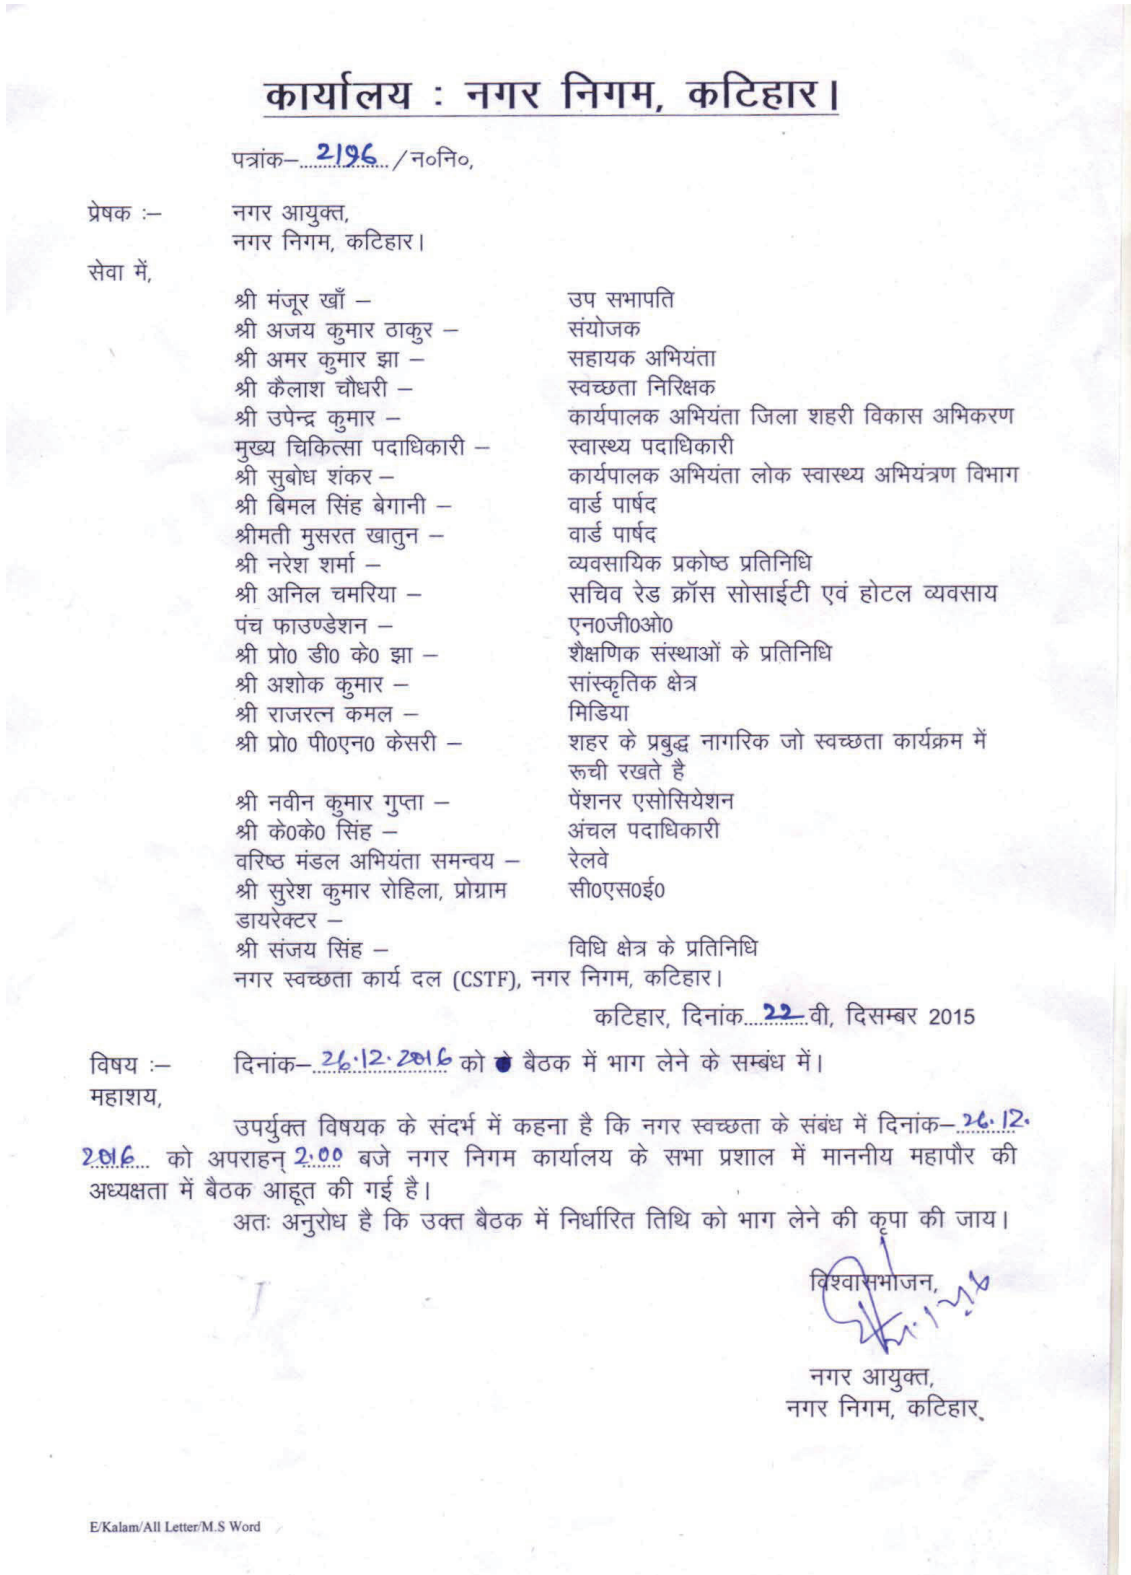 कार्यालय : नगर निगम, कटिहार।
पत्रांक– 2196 /न०नि०,
प्रेषक :– नगर आयुक्त,
नगर निगम, कटिहार।
सेवा में,
श्री मंजूर खाँ – उप सभापति
श्री अजय कुमार ठाकुर – संयोजक
श्री अमर कुमार झा – सहायक अभियंता
श्री कैलाश चौधरी – स्वच्छता निरिक्षक
श्री उपेन्द्र कुमार – कार्यपालक अभियंता जिला शहरी विकास अभिकरण
मुख्य चिकित्सा पदाधिकारी – स्वास्थ्य पदाधिकारी
श्री सुबोध शंकर – कार्यपालक अभियंता लोक स्वास्थ्य अभियंत्रण विभाग
श्री बिमल सिंह बेगानी – वार्ड पार्षद
श्रीमती मुसरत खातुन – वार्ड पार्षद
श्री नरेश शर्मा – व्यवसायिक प्रकोष्ठ प्रतिनिधि
श्री अनिल चमरिया – सचिव रेड क्रॉस सोसाईटी एवं होटल व्यवसाय
पंच फाउण्डेशन – एन0जी0ओ0
श्री प्रो0 डी0 के0 झा – शैक्षणिक संस्थाओं के प्रतिनिधि
श्री अशोक कुमार – सांस्कृतिक क्षेत्र
श्री राजरत्न कमल – मिडिया
श्री प्रो0 पी0एन0 केसरी – शहर के प्रबुद्ध नागरिक जो स्वच्छता कार्यक्रम में
रूची रखते है
श्री नवीन कुमार गुप्ता – पेंशनर एसोसियेशन
श्री के0के0 सिंह – अंचल पदाधिकारी
वरिष्ठ मंडल अभियंता समन्वय – रेलवे
श्री सुरेश कुमार रोहिला, प्रोग्राम सी0एस0ई0
डायरेक्टर –
श्री संजय सिंह – विधि क्षेत्र के प्रतिनिधि
नगर स्वच्छता कार्य दल (CSTF), नगर निगम, कटिहार।
कटिहार, दिनांक 22 वी, दिसम्बर 2015
विषय :– दिनांक– 26.12.2016 को बैठक में भाग लेने के सम्बंध में।
महाशय,
उपर्युक्त विषयक के संदर्भ में कहना है कि नगर स्वच्छता के संबंध में दिनांक– 26.12.
2016 को अपराहन् 2.00 बजे नगर निगम कार्यालय के सभा प्रशाल में माननीय महापौर की
अध्यक्षता में बैठक आहूत की गई है।
अतः अनुरोध है कि उक्त बैठक में निर्धारित तिथि को भाग लेने की कृपा की जाय।
विश्वासभाजन,
नगर आयुक्त,
नगर निगम, कटिहार
E/Kalam/All Letter/M.S Word